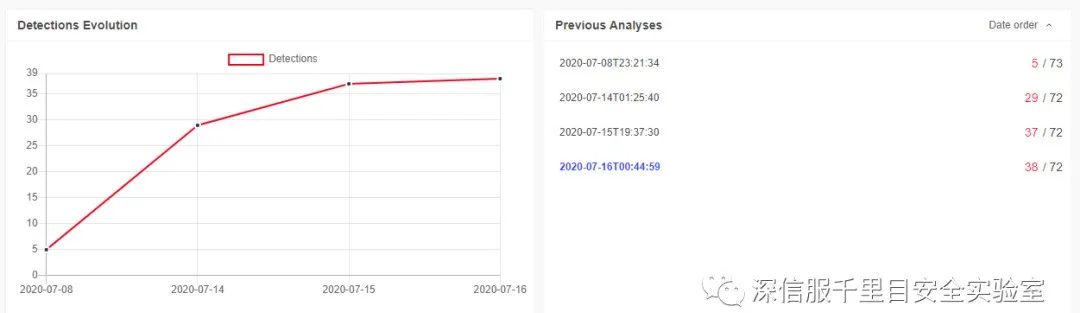 Detections Evolution
Detections
39
35
30
25
20
15
10
5
0
2020-07-08
2020-07-14
2020-07-15
2020-07-16
Previous Analyses
Date order
2020-07-08T23:21:34 5 / 73
2020-07-14T01:25:40 29 / 72
2020-07-15T19:37:30 37 / 72
2020-07-16T00:44:59 38 / 72
深信服千里目安全实验室